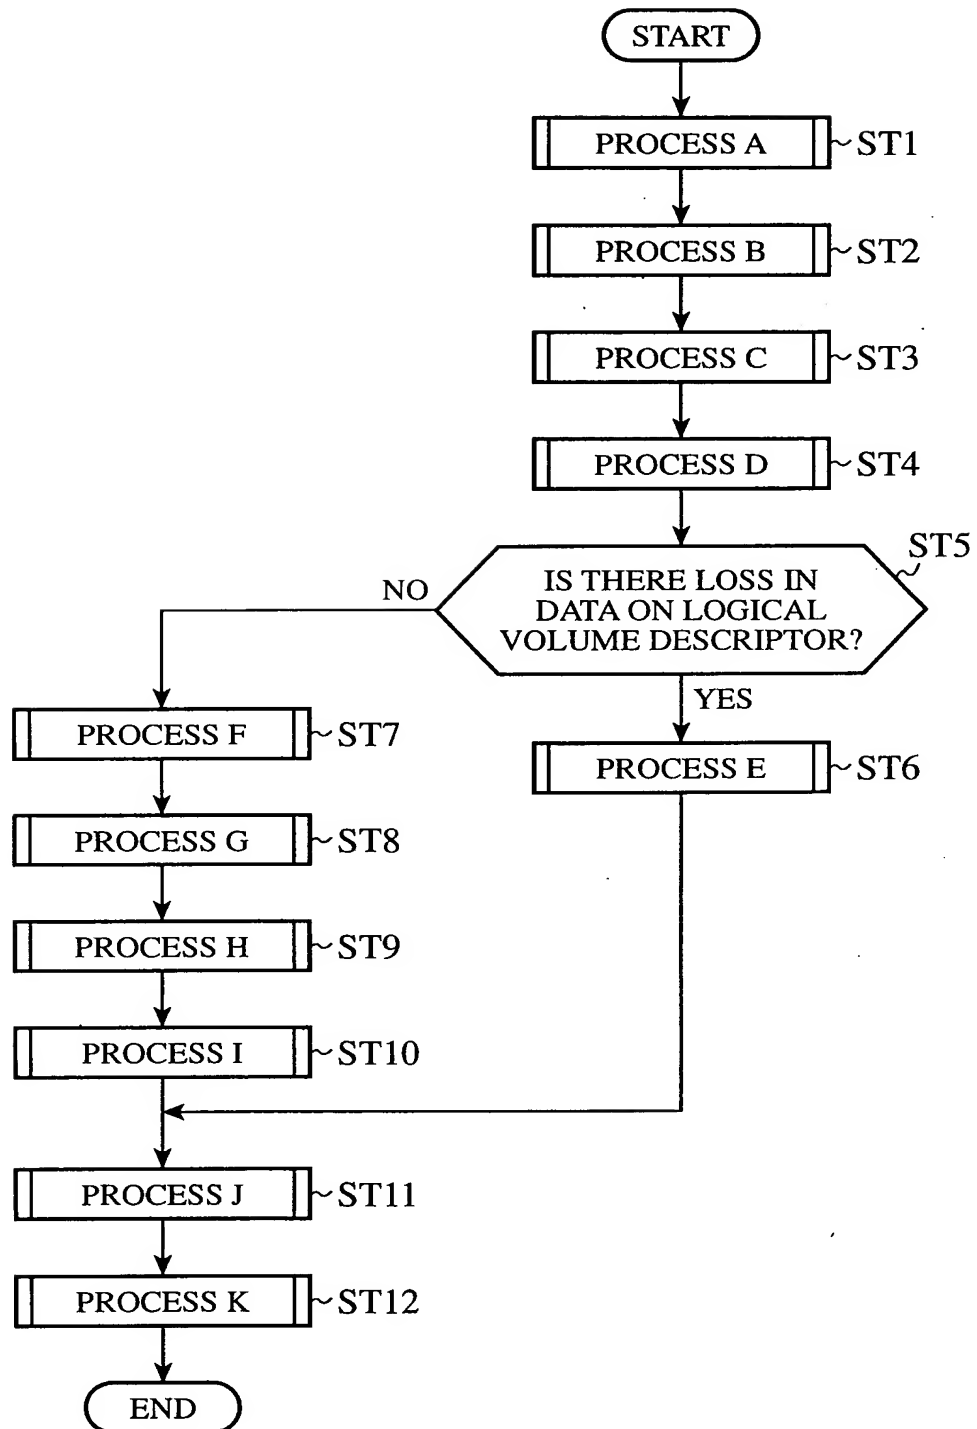 START
PROCESS A
ST1
PROCESS B
ST2
PROCESS C
ST3
PROCESS D
ST4
ST5
IS THERE LOSS IN
DATA ON LOGICAL
VOLUME DESCRIPTOR?
NO
YES
PROCESS F
ST7
PROCESS E
ST6
PROCESS G
ST8
PROCESS H
ST9
PROCESS I
ST10
PROCESS J
ST11
PROCESS K
ST12
END